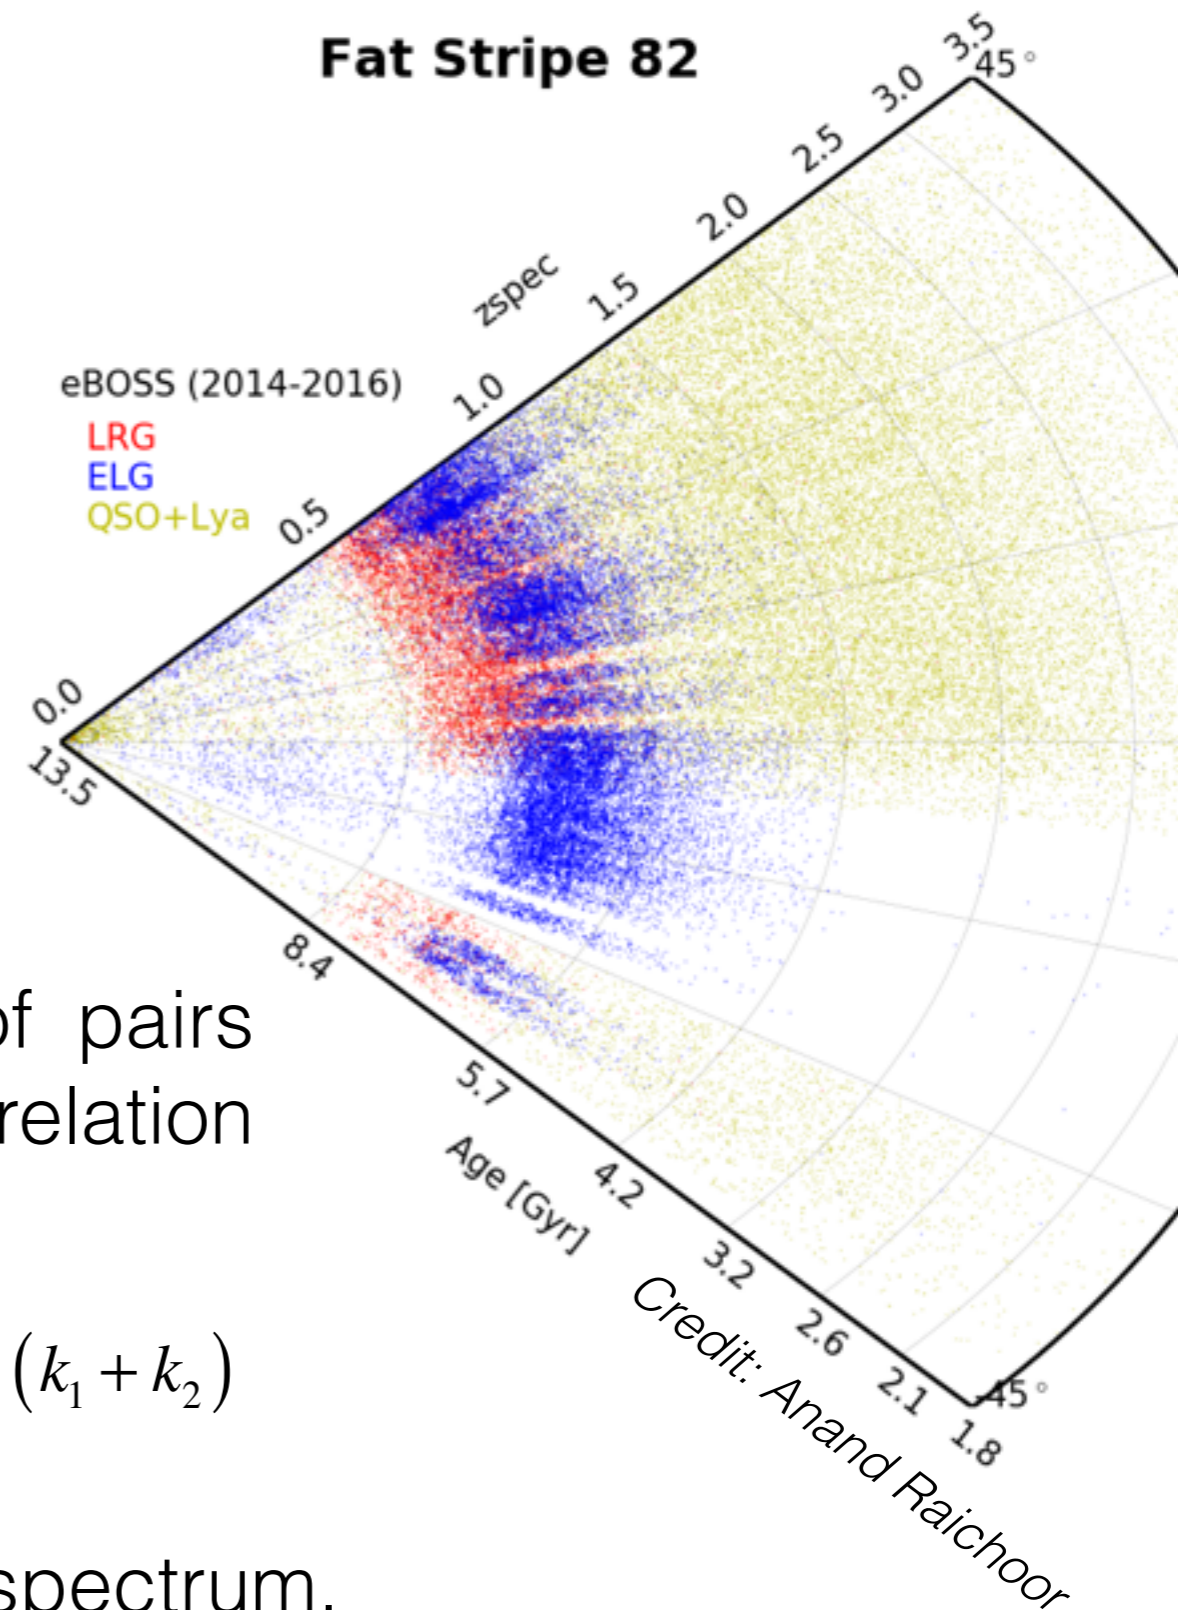 Fat Stripe 82
3.5
45°
3.0
2.5
2.0
zspec
1.5
eBOSS (2014-2016)
1.0
LRG
ELG
QSO+Lya
0.5
0.0
13.5
8.4
of pairs
5.7
relation
Age [Gyr]
4.2
3.2
Credit: Anand Raichoor
2.6
(k₁ + k₂)
2.1
-45°
1.8
spectrum.